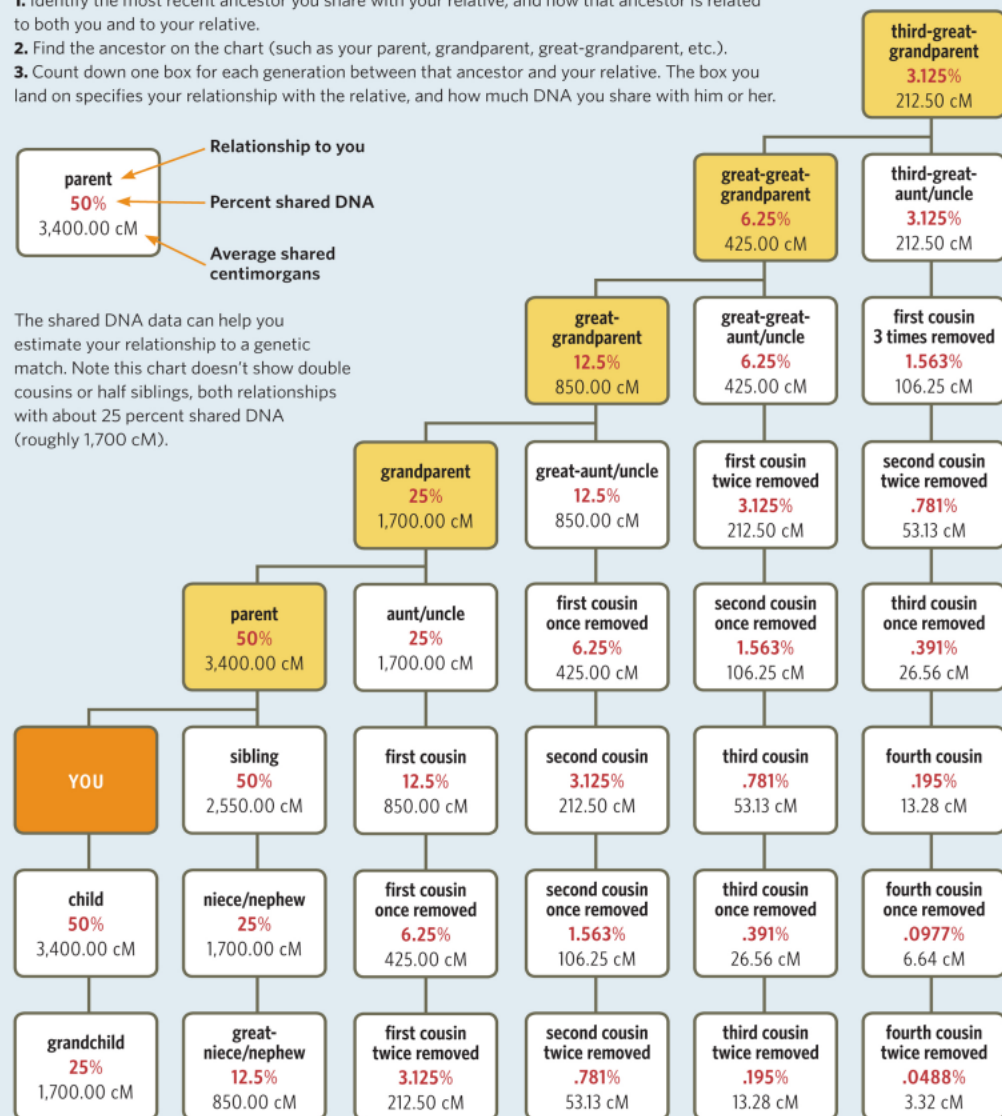 1. Identify the most recent ancestor you share with your relative, and how that ancestor is related
to both you and to your relative.
2. Find the ancestor on the chart (such as your parent, grandparent, great-grandparent, etc.).
3. Count down one box for each generation between that ancestor and your relative. The box you
land on specifies your relationship with the relative, and how much DNA you share with him or her.
parent
50%
3,400.00 cM
Relationship to you
Percent shared DNA
Average shared
centimorgans
The shared DNA data can help you
estimate your relationship to a genetic
match. Note this chart doesn't show double
cousins or half siblings, both relationships
with about 25 percent shared DNA
(roughly 1,700 cM).
third-great-
grandparent
3.125%
212.50 cM
great-great-
grandparent
6.25%
425.00 cM
third-great-
aunt/uncle
3.125%
212.50 cM
great-
grandparent
12.5%
850.00 cM
great-great-
aunt/uncle
6.25%
425.00 cM
first cousin
3 times removed
1.563%
106.25 cM
grandparent
25%
1,700.00 cM
great-aunt/uncle
12.5%
850.00 cM
first cousin
twice removed
3.125%
212.50 cM
second cousin
twice removed
.781%
53.13 cM
parent
50%
3,400.00 cM
aunt/uncle
25%
1,700.00 cM
first cousin
once removed
6.25%
425.00 cM
second cousin
once removed
1.563%
106.25 cM
third cousin
once removed
.391%
26.56 cM
YOU
sibling
50%
2,550.00 cM
first cousin
12.5%
850.00 cM
second cousin
3.125%
212.50 cM
third cousin
.781%
53.13 cM
fourth cousin
.195%
13.28 cM
child
50%
3,400.00 cM
niece/nephew
25%
1,700.00 cM
first cousin
once removed
6.25%
425.00 cM
second cousin
once removed
1.563%
106.25 cM
third cousin
once removed
.391%
26.56 cM
fourth cousin
once removed
.0977%
6.64 cM
grandchild
25%
1,700.00 cM
great-
niece/nephew
12.5%
850.00 cM
first cousin
twice removed
3.125%
212.50 cM
second cousin
twice removed
.781%
53.13 cM
third cousin
twice removed
.195%
13.28 cM
fourth cousin
twice removed
.0488%
3.32 cM